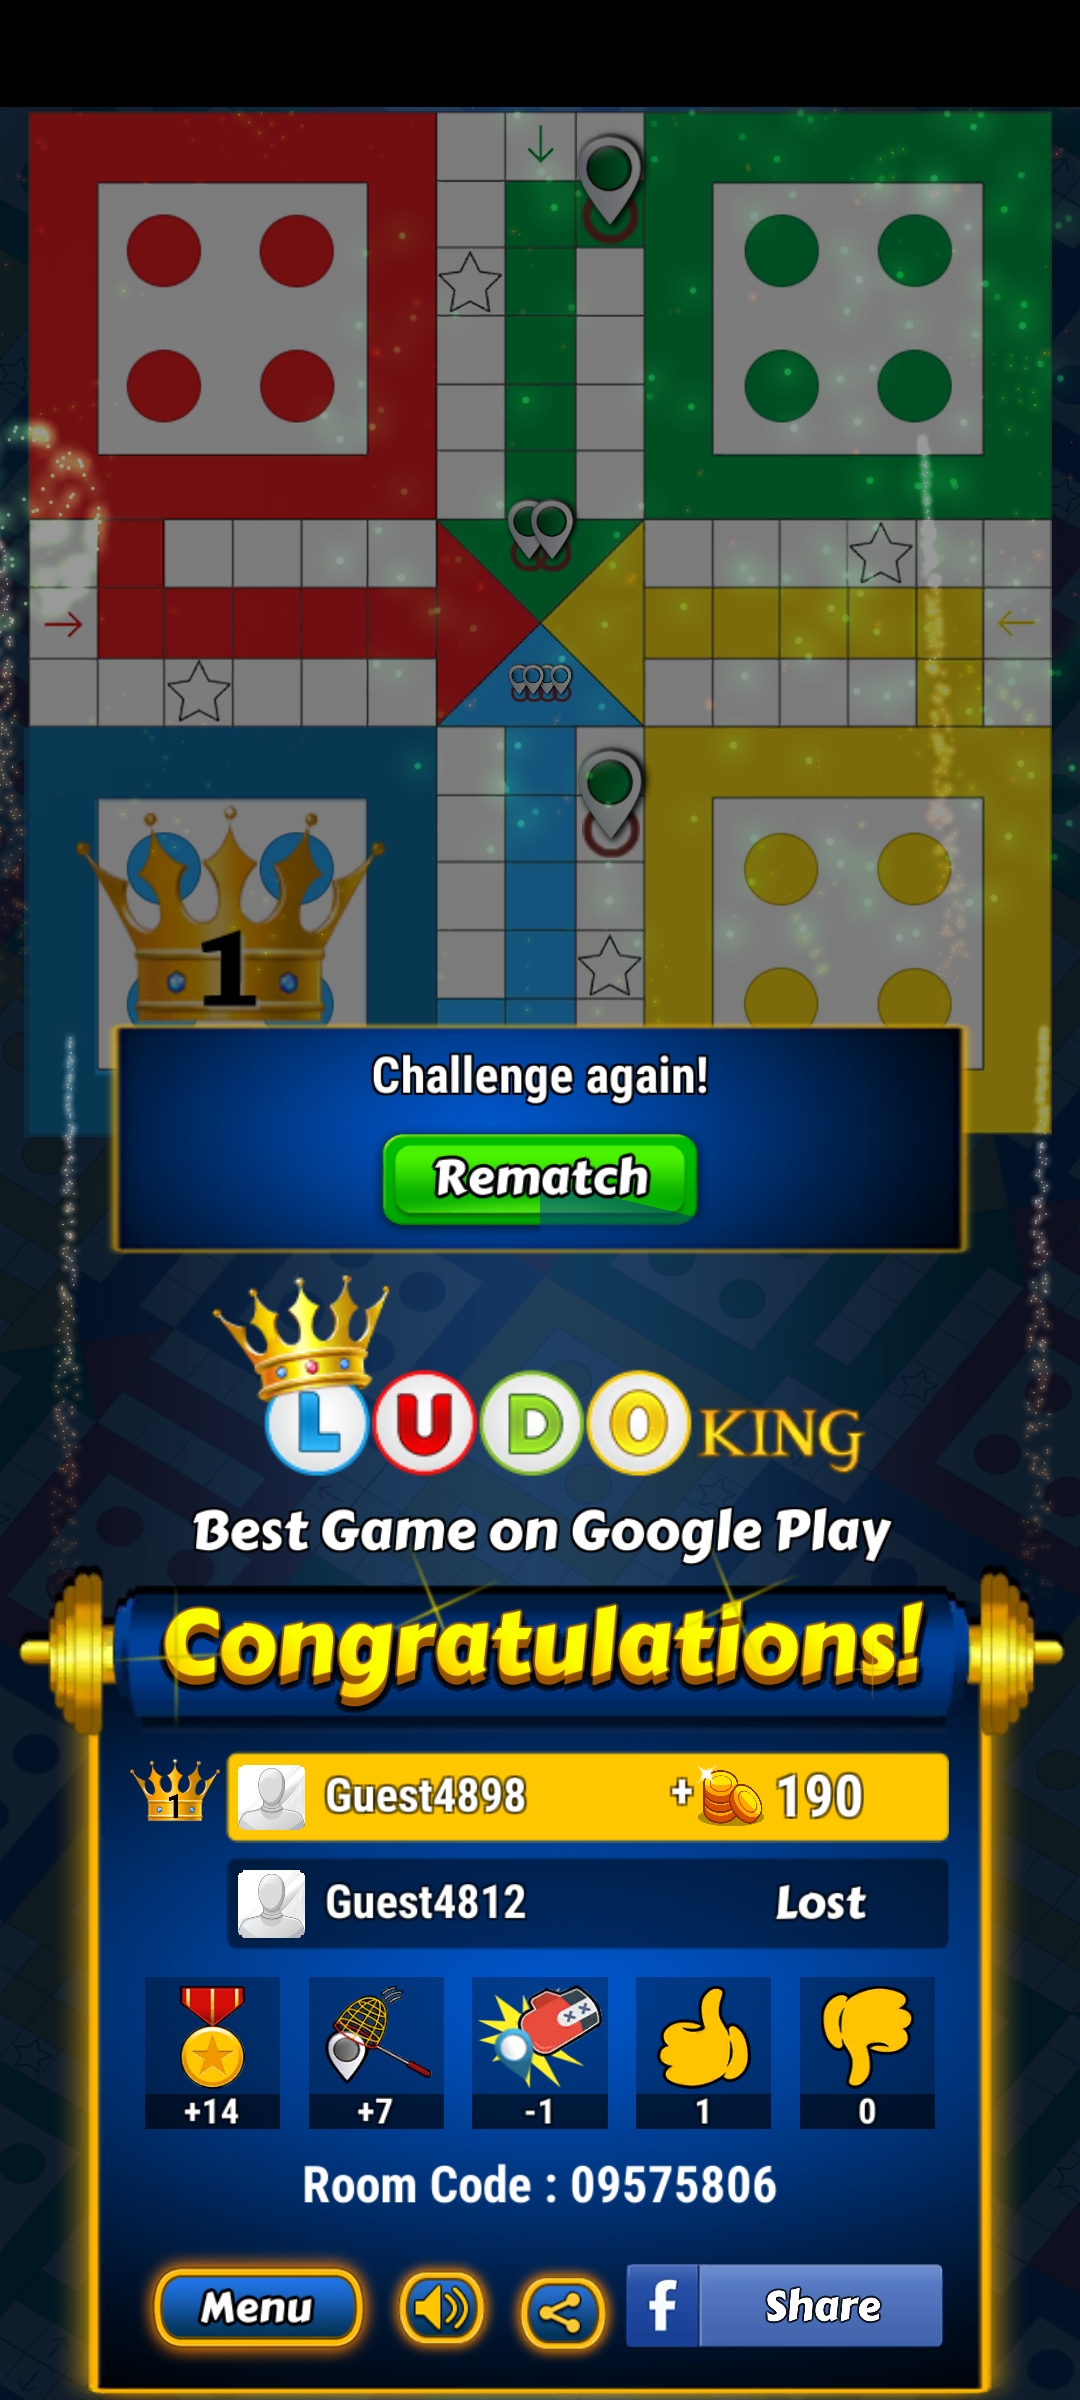 1
Challenge again!
Rematch
LUDO KING
Best Game on Google Play
Congratulations!
1 Guest4898 + 190
Guest4812 Lost
+14 +7 -1 1 0
Room Code : 09575806
Menu f Share